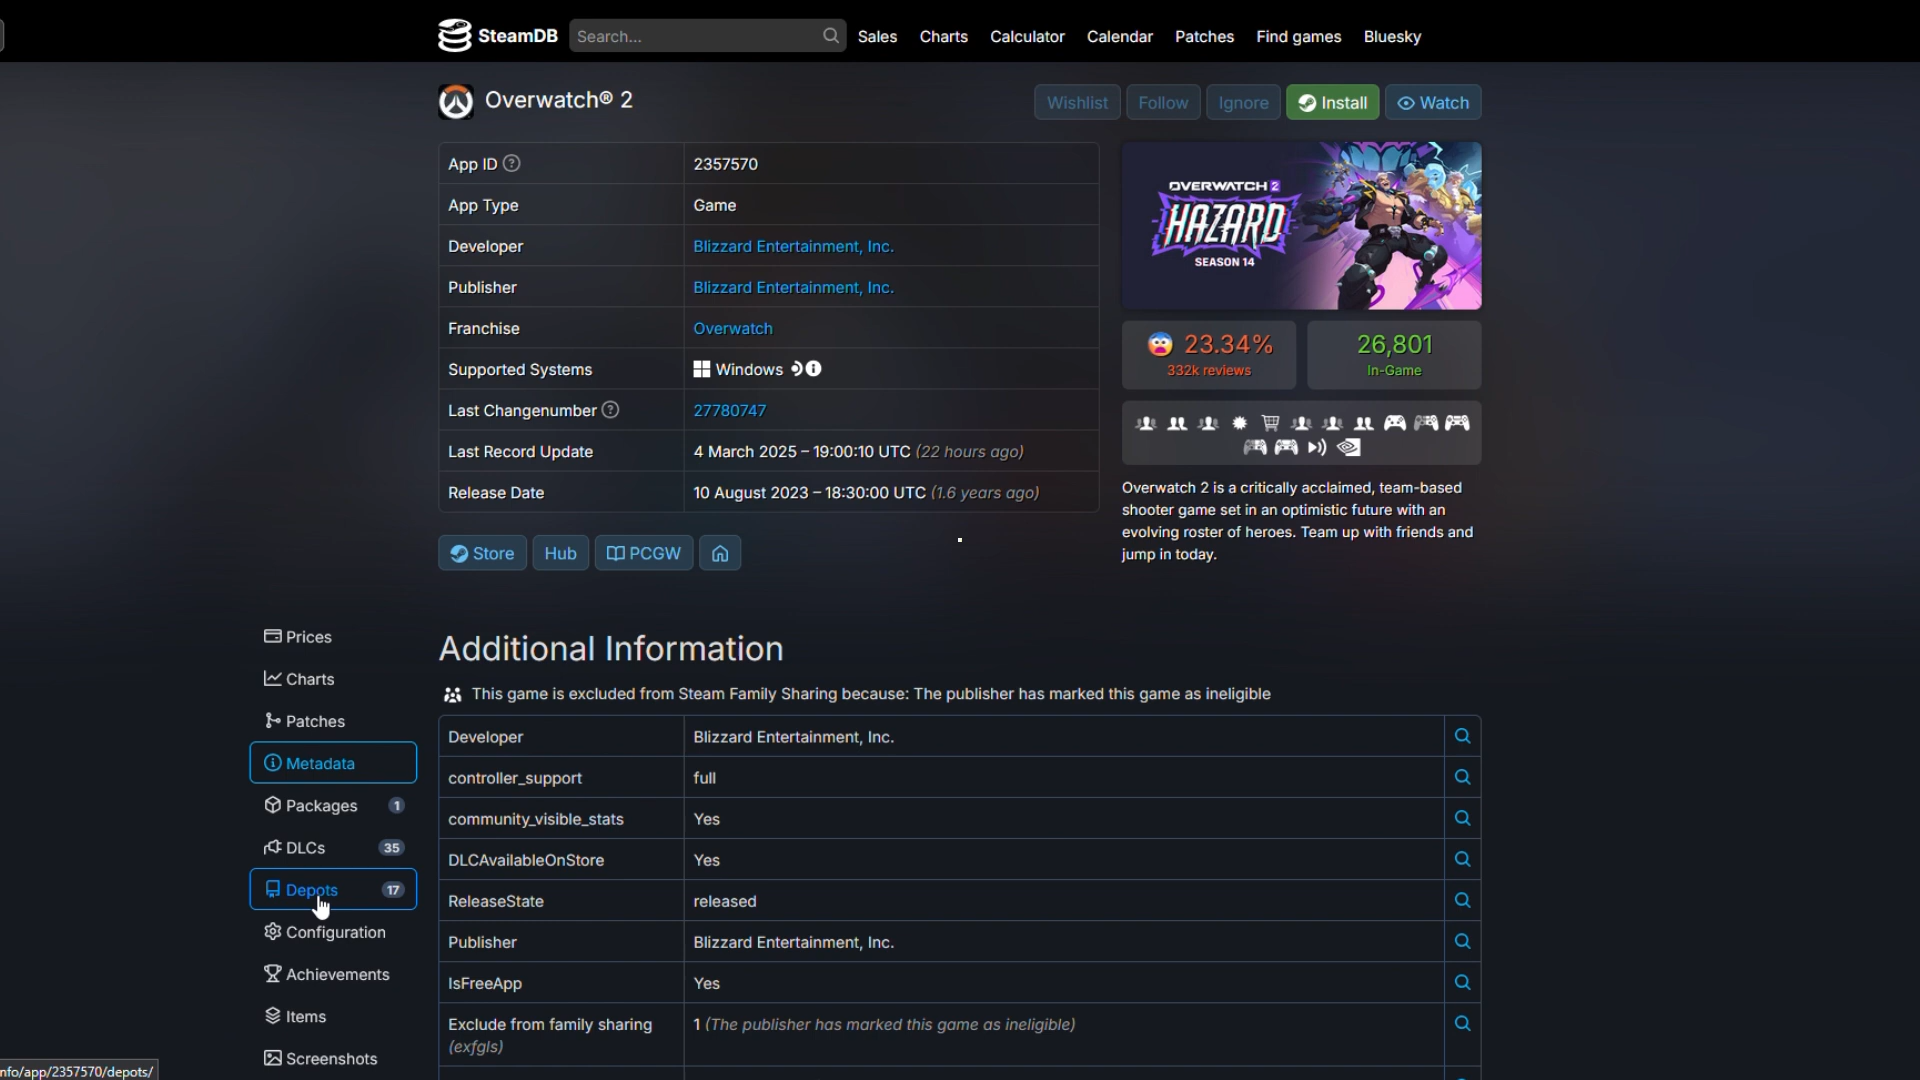 SteamDB Search... Sales Charts Calculator Calendar Patches Find games Bluesky
Overwatch® 2
Wishlist Follow Ignore Install Watch
App ID 2357570
App Type Game
Developer Blizzard Entertainment, Inc.
Publisher Blizzard Entertainment, Inc.
Franchise Overwatch
Supported Systems Windows
Last Changenumber 27780747
Last Record Update 4 March 2025 – 19:00:10 UTC (22 hours ago)
Release Date 10 August 2023 – 18:30:00 UTC (1.6 years ago)
Store Hub PCGW
OVERWATCH 2
HAZARD
SEASON 14
23.34%
332k reviews
26,801
In-Game
Overwatch 2 is a critically acclaimed, team-based
shooter game set in an optimistic future with an
evolving roster of heroes. Team up with friends and
jump in today.
Prices
Charts
Patches
Metadata
Packages 1
DLCs 35
Depots 17
Configuration
Achievements
Items
Screenshots
Additional Information
This game is excluded from Steam Family Sharing because: The publisher has marked this game as ineligible
Developer Blizzard Entertainment, Inc.
controller_support full
community_visible_stats Yes
DLCAvailableOnStore Yes
ReleaseState released
Publisher Blizzard Entertainment, Inc.
IsFreeApp Yes
Exclude from family sharing 1 (The publisher has marked this game as ineligible)
(exfgls)
nfo/app/2357570/depots/